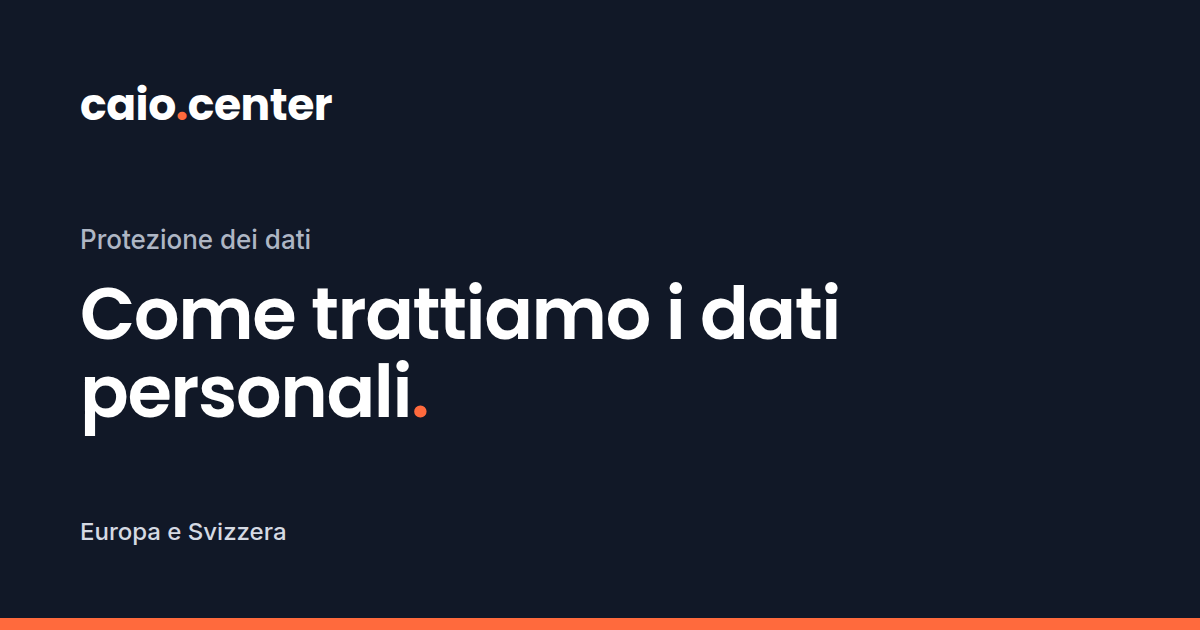 caio.center
Protezione dei dati
Come trattiamo i dati
personali.
Europa e Svizzera